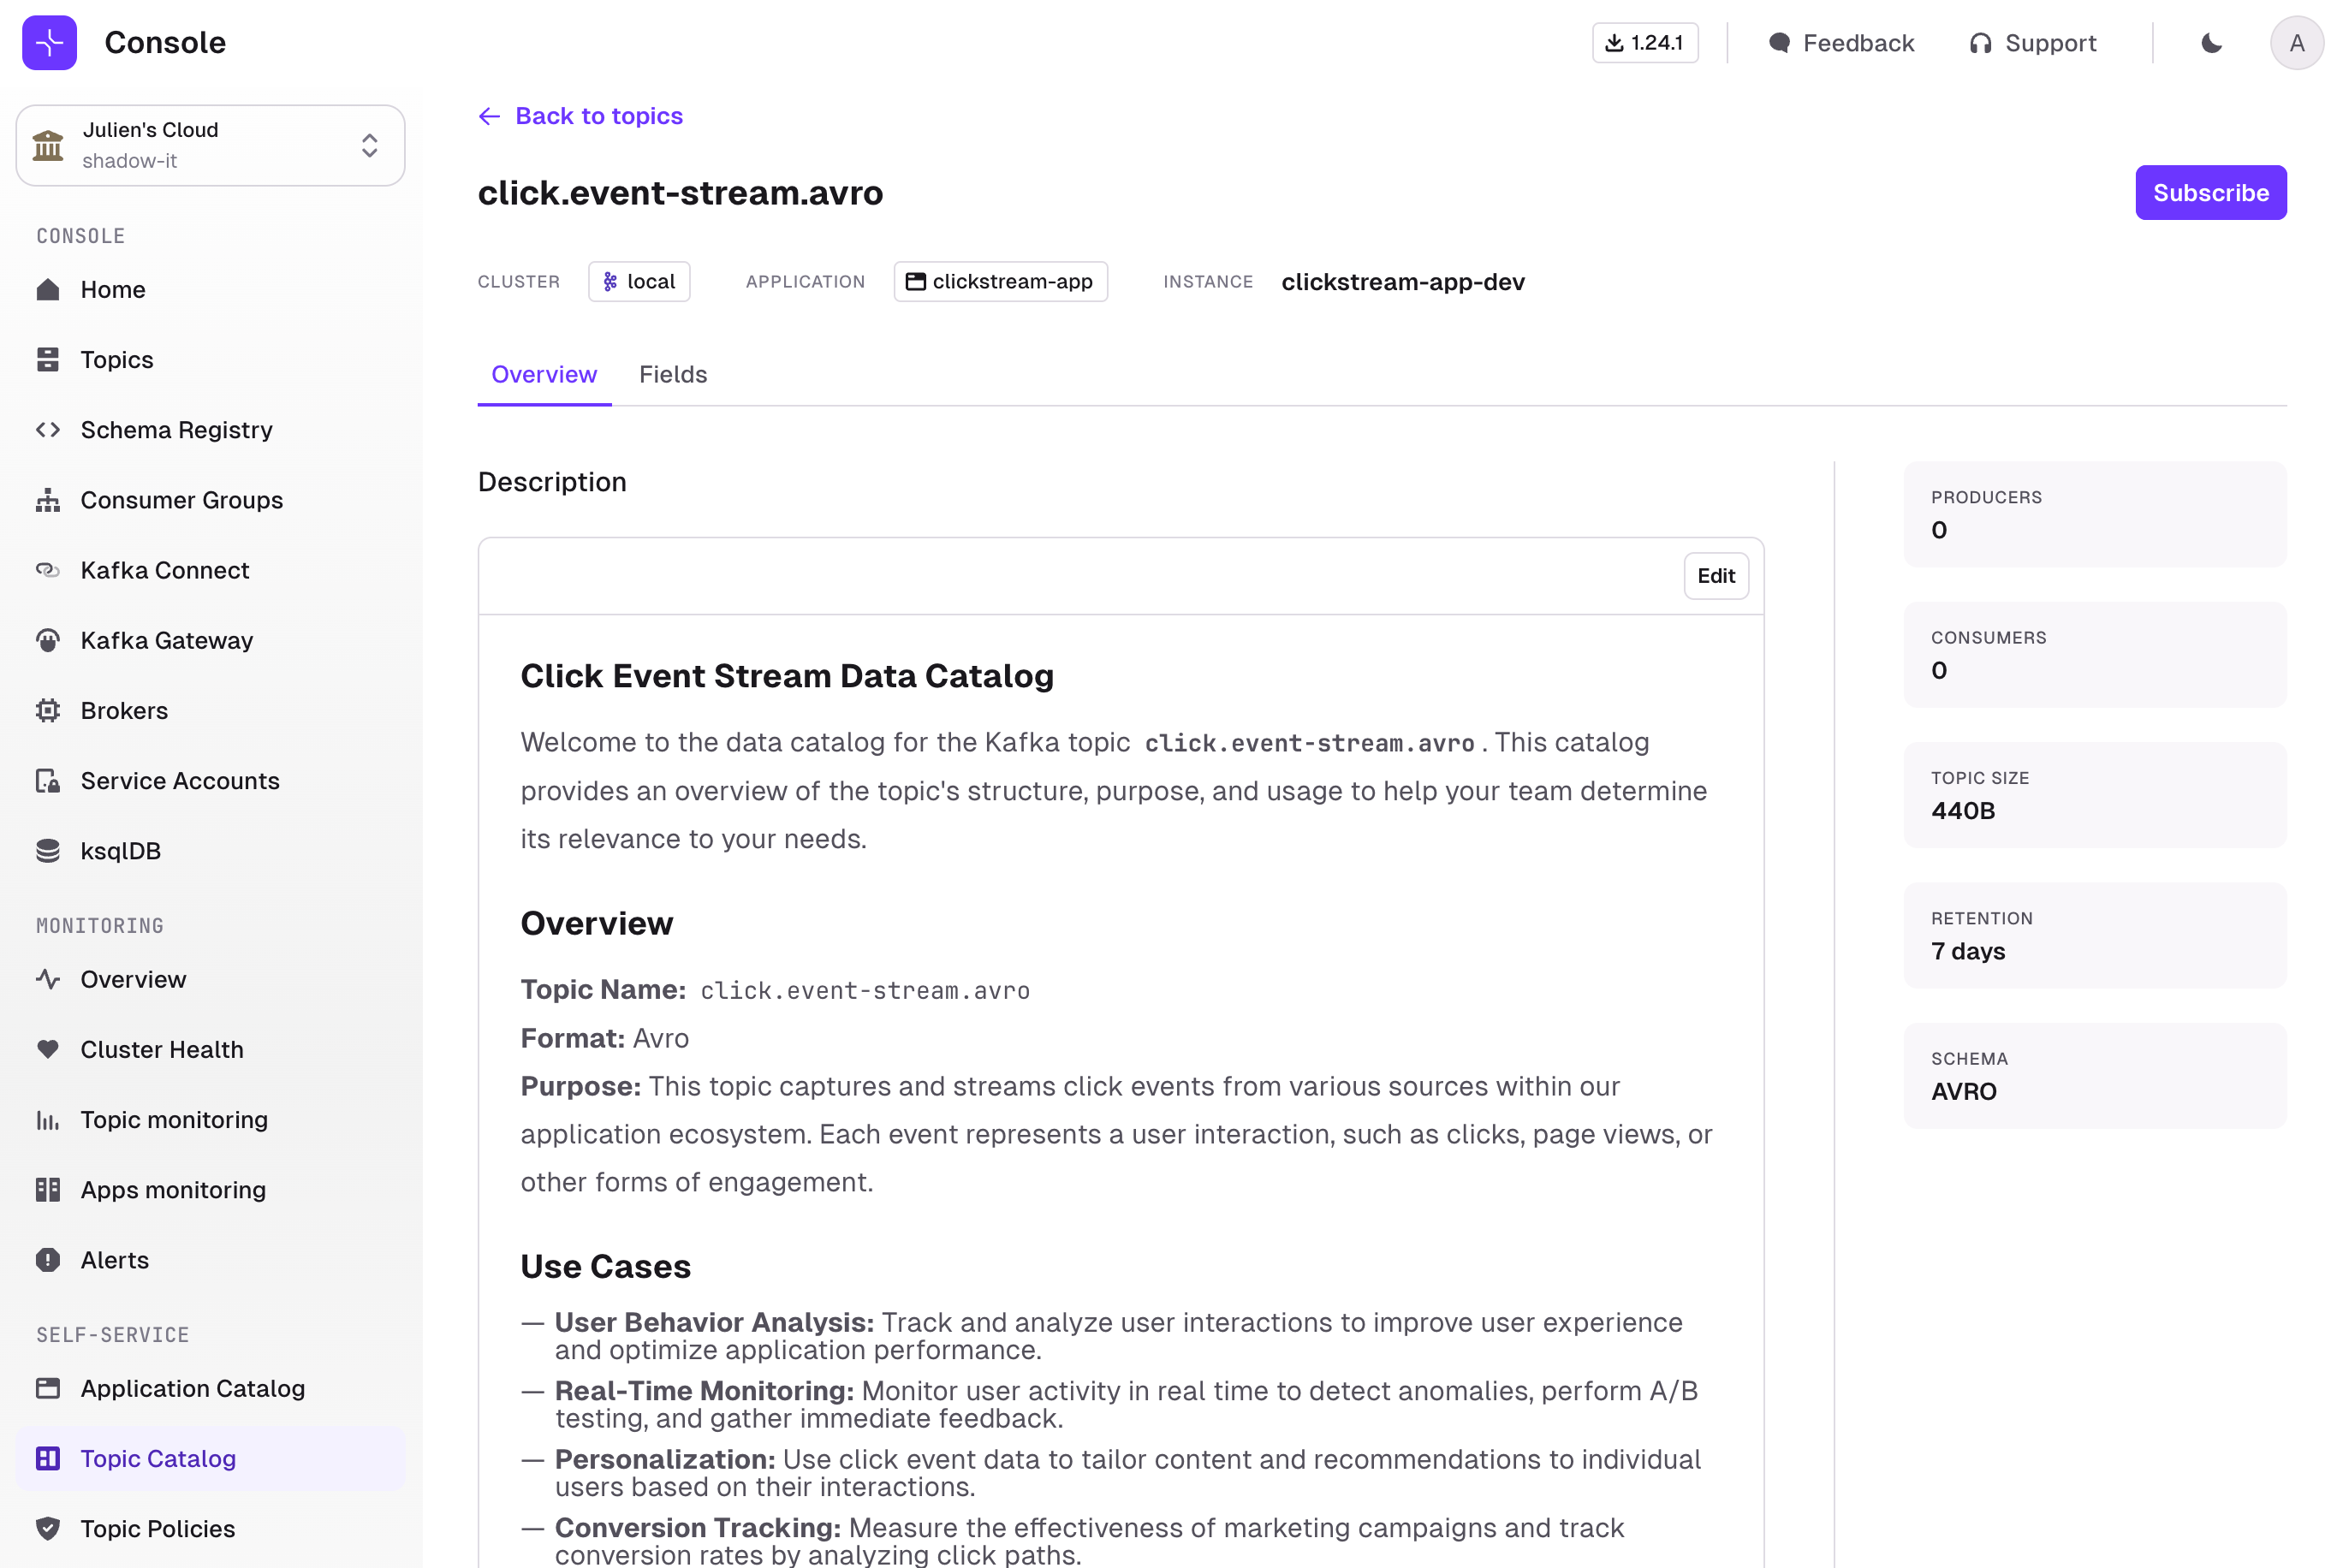 Console
1.24.1
Feedback
Support
A
Julien's Cloud
shadow-it
CONSOLE
Home
Topics
Schema Registry
Consumer Groups
Kafka Connect
Kafka Gateway
Brokers
Service Accounts
ksqlDB
MONITORING
Overview
Cluster Health
Topic monitoring
Apps monitoring
Alerts
SELF-SERVICE
Application Catalog
Topic Catalog
Topic Policies
Back to topics
click.event-stream.avro
Subscribe
CLUSTER local APPLICATION clickstream-app INSTANCE clickstream-app-dev
Overview Fields
Description
Edit
Click Event Stream Data Catalog
Welcome to the data catalog for the Kafka topic click.event-stream.avro. This catalog
provides an overview of the topic's structure, purpose, and usage to help your team determine
its relevance to your needs.
Overview
Topic Name: click.event-stream.avro
Format: Avro
Purpose: This topic captures and streams click events from various sources within our
application ecosystem. Each event represents a user interaction, such as clicks, page views, or
other forms of engagement.
Use Cases
— User Behavior Analysis: Track and analyze user interactions to improve user experience
and optimize application performance.
— Real-Time Monitoring: Monitor user activity in real time to detect anomalies, perform A/B
testing, and gather immediate feedback.
— Personalization: Use click event data to tailor content and recommendations to individual
users based on their interactions.
— Conversion Tracking: Measure the effectiveness of marketing campaigns and track
conversion rates by analyzing click paths.
PRODUCERS
0
CONSUMERS
0
TOPIC SIZE
440B
RETENTION
7 days
SCHEMA
AVRO